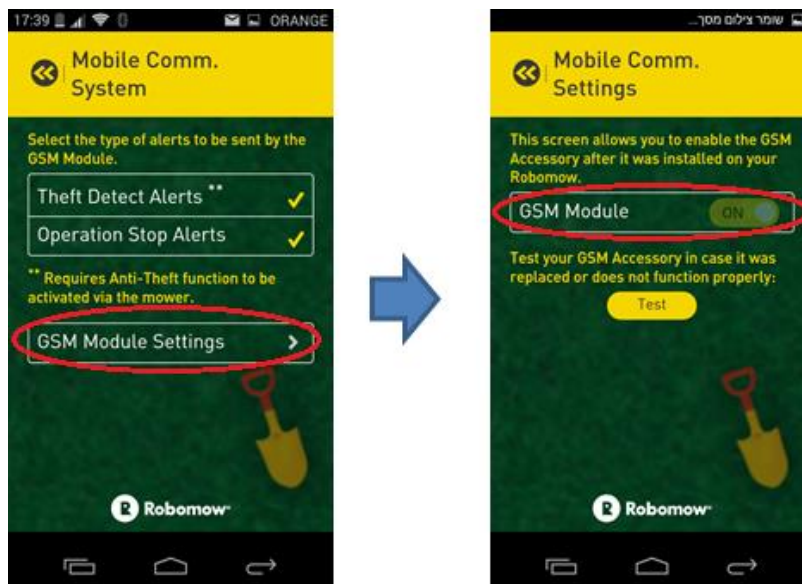 17:39 ORANGE
Mobile Comm.
System
Select the type of alerts to be sent by the
GSM Module.
Theft Detect Alerts **
Operation Stop Alerts
** Requires Anti-Theft function to be
activated via the mower.
GSM Module Settings
R Robomow
שומר צילום מסך...
Mobile Comm.
Settings
This screen allows you to enable the GSM
Accessory after it was installed on your
Robomow.
GSM Module ON
Test your GSM Accessory in case it was
replaced or does not function properly:
Test
R Robomow